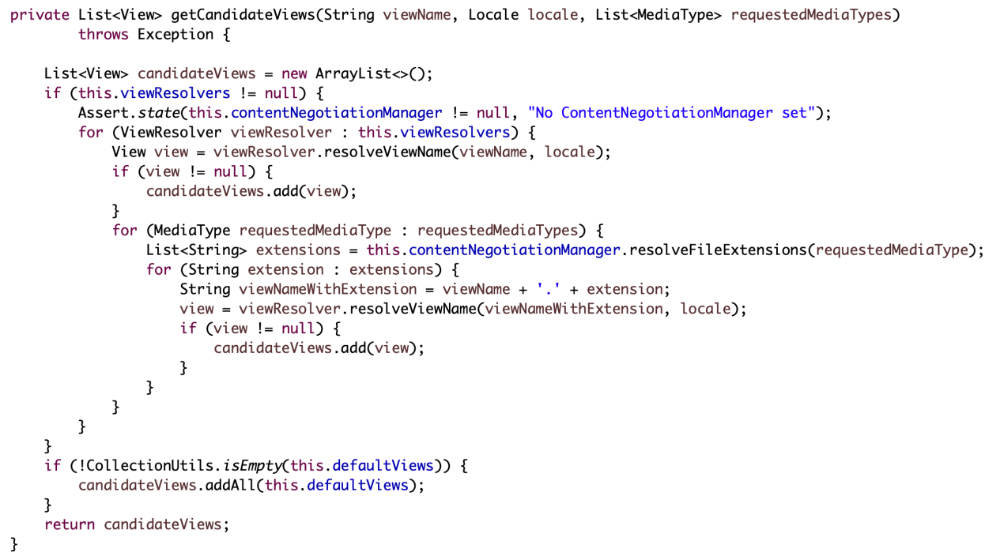 private List<View> getCandidateViews(String viewName, Locale locale, List<MediaType> requestedMediaTypes)
        throws Exception {

    List<View> candidateViews = new ArrayList<>();
    if (this.viewResolvers != null) {
        Assert.state(this.contentNegotiationManager != null, "No ContentNegotiationManager set");
        for (ViewResolver viewResolver : this.viewResolvers) {
            View view = viewResolver.resolveViewName(viewName, locale);
            if (view != null) {
                candidateViews.add(view);
            }
            for (MediaType requestedMediaType : requestedMediaTypes) {
                List<String> extensions = this.contentNegotiationManager.resolveFileExtensions(requestedMediaType);
                for (String extension : extensions) {
                    String viewNameWithExtension = viewName + '.' + extension;
                    view = viewResolver.resolveViewName(viewNameWithExtension, locale);
                    if (view != null) {
                        candidateViews.add(view);
                    }
                }
            }
        }
    }
    if (!CollectionUtils.isEmpty(this.defaultViews)) {
        candidateViews.addAll(this.defaultViews);
    }
    return candidateViews;
}